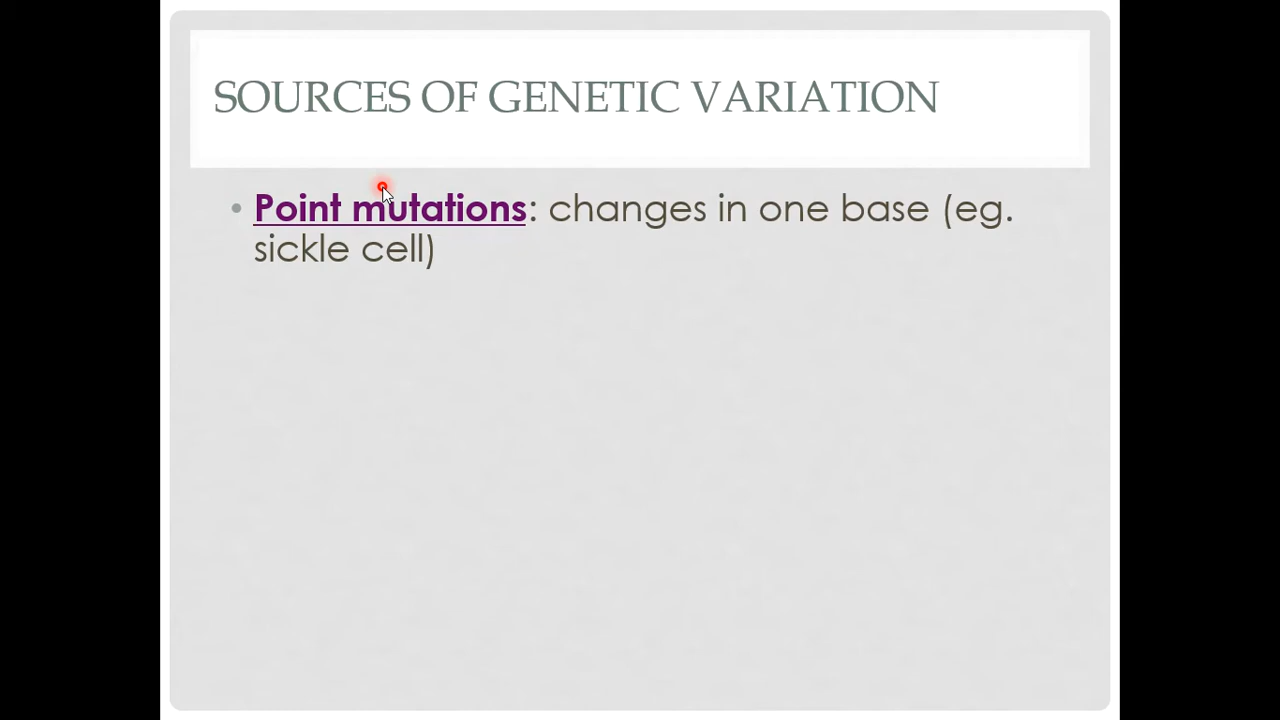 SOURCES OF GENETIC VARIATION
• Point mutations: changes in one base (eg.
sickle cell)